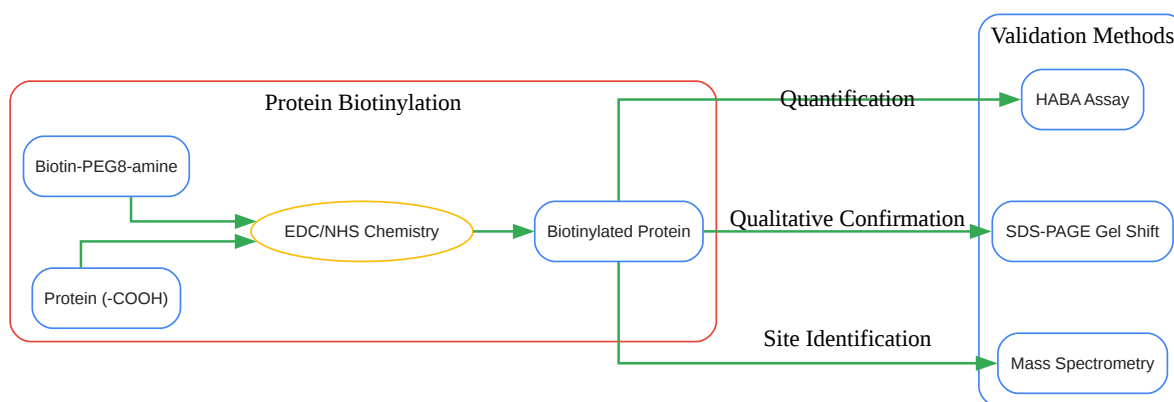 Validation Methods
Protein Biotinylation
Quantification
HABA Assay
Biotin-PEG8-amine
EDC/NHS Chemistry
Biotinylated Protein
Qualitative Confirmation
SDS-PAGE Gel Shift
Protein (-COOH)
Site Identification
Mass Spectrometry